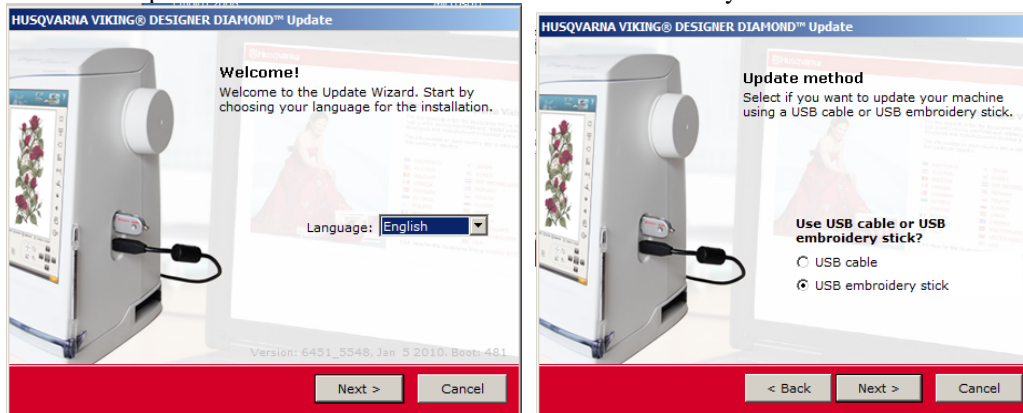 HUSQVARNA VIKING® DESIGNER DIAMOND™ Update
Welcome!
Welcome to the Update Wizard. Start by
choosing your language for the installation.
Language: English
Version: 6451_5548, Jan 5 2010. Boot: 481
Next >
Cancel
HUSQVARNA VIKING® DESIGNER DIAMOND™ Update
Update method
Select if you want to update your machine
using a USB cable or USB embroidery stick.
Use USB cable or USB
embroidery stick?
USB cable
USB embroidery stick
< Back
Next >
Cancel